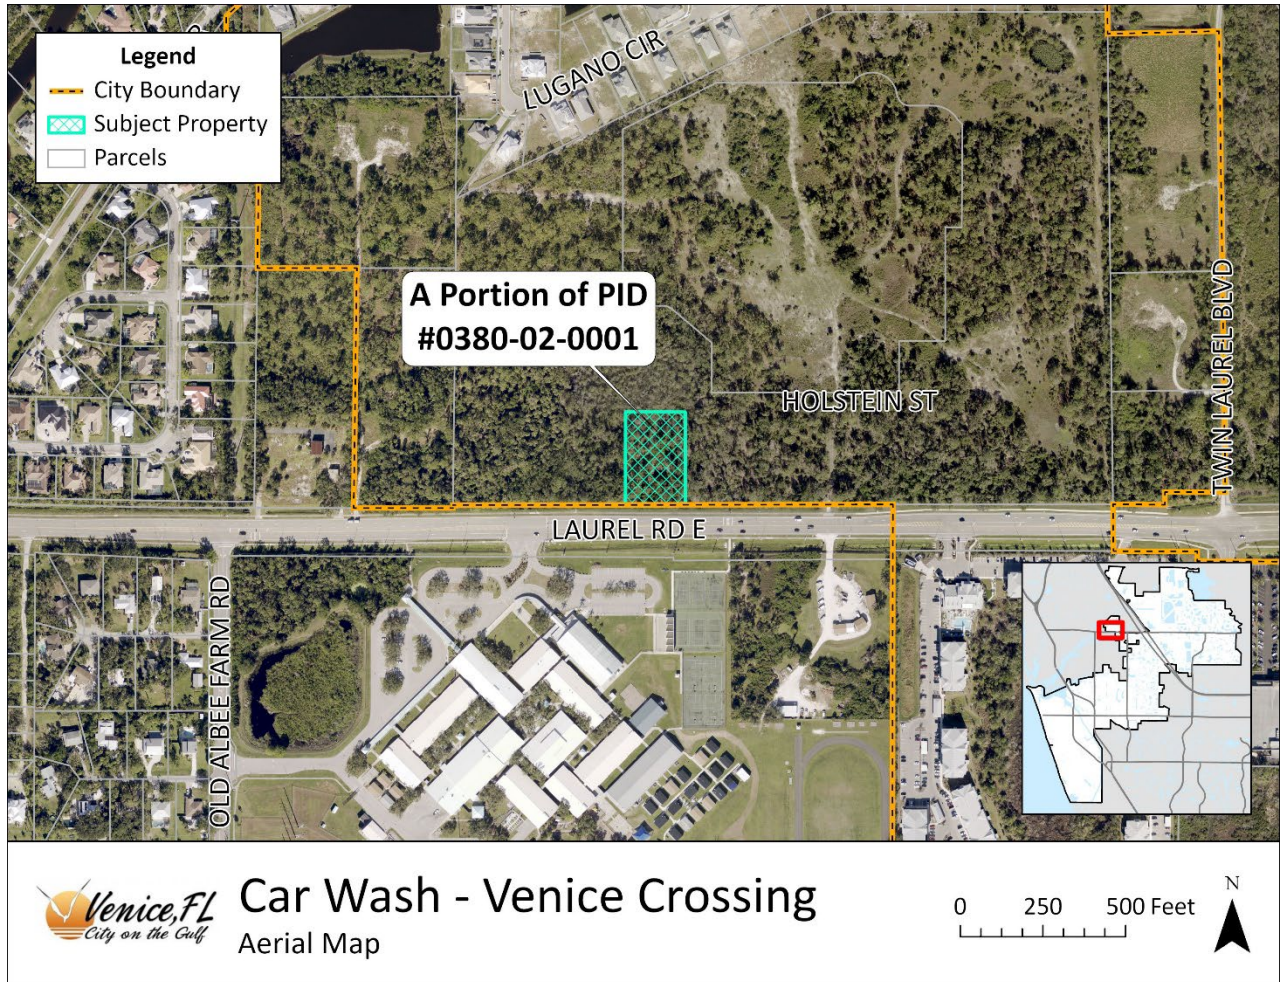 Legend
City Boundary
Subject Property
Parcels
LUGANO CIR
A Portion of PID
#0380-02-0001
HOLSTEIN ST
TWIN LAUREL BLVD
LAUREL RD E
OLD ALBEE FARM RD
Venice, FL
City on the Gulf
Car Wash - Venice Crossing
Aerial Map
0 250 500 Feet
N